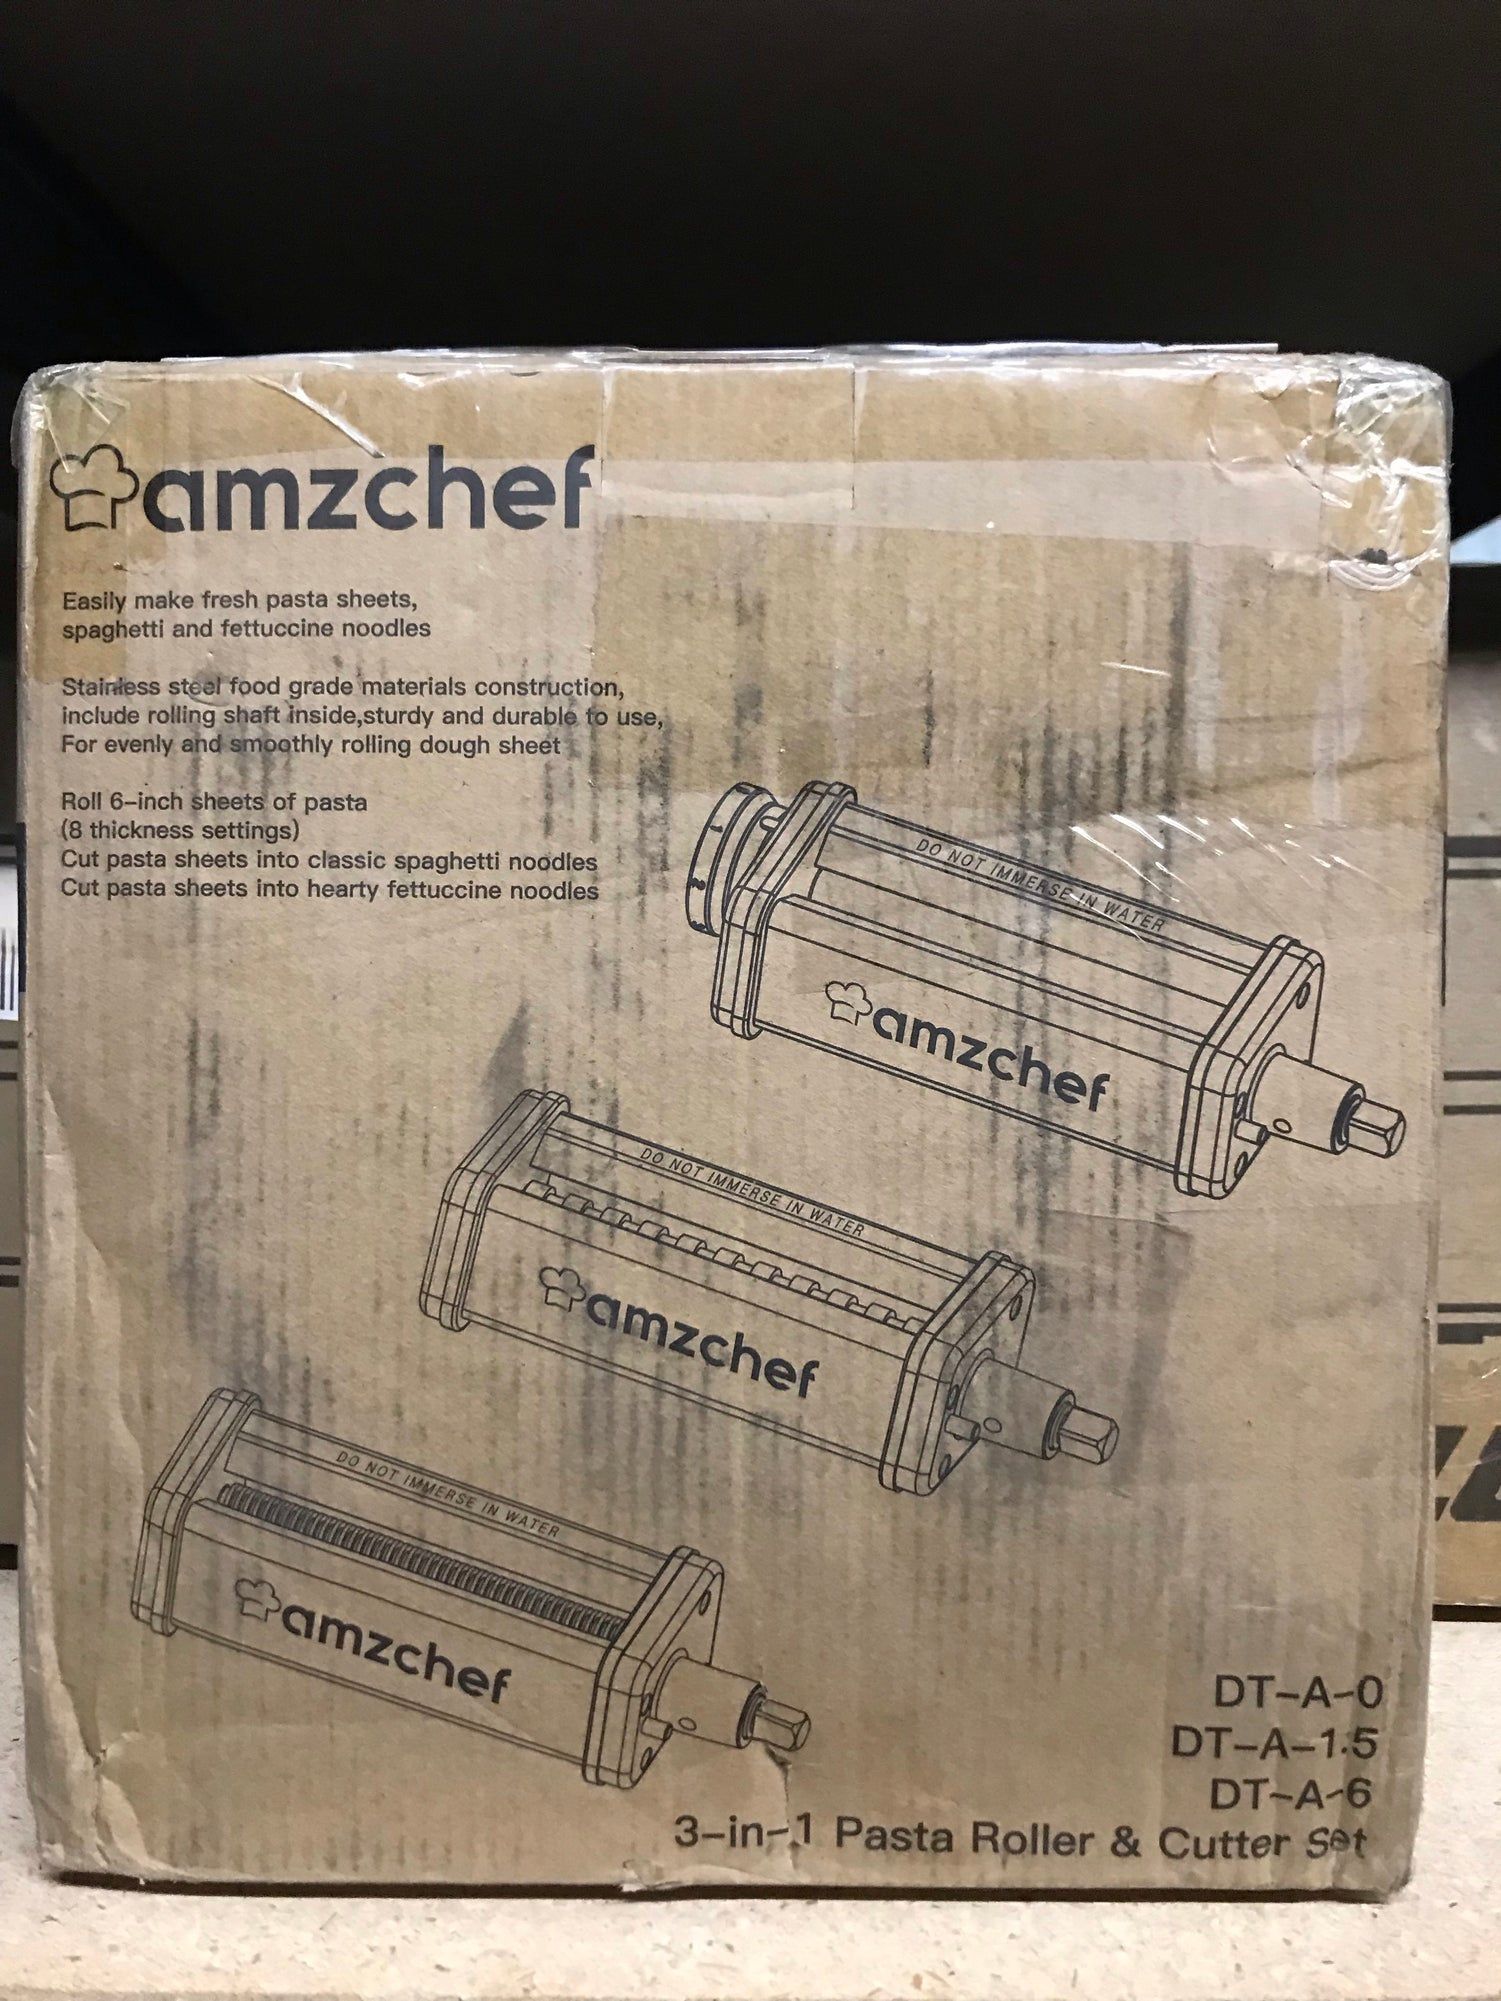 amzchef
Easily make fresh pasta sheets,
spaghetti and fettuccine noodles
Stainless steel food grade materials construction,
include rolling shaft inside,sturdy and durable to use,
For evenly and smoothly rolling dough sheet
Roll 6-inch sheets of pasta
(8 thickness settings)
Cut pasta sheets into classic spaghetti noodles
Cut pasta sheets into hearty fettuccine noodles
DO NOT IMMERSE IN WATER
amzchef
DO NOT IMMERSE IN WATER
amzchef
DO NOT IMMERSE IN WATER
amzchef
DT-A-0
DT-A-1.5
DT-A-6
3-in-1 Pasta Roller & Cutter Set